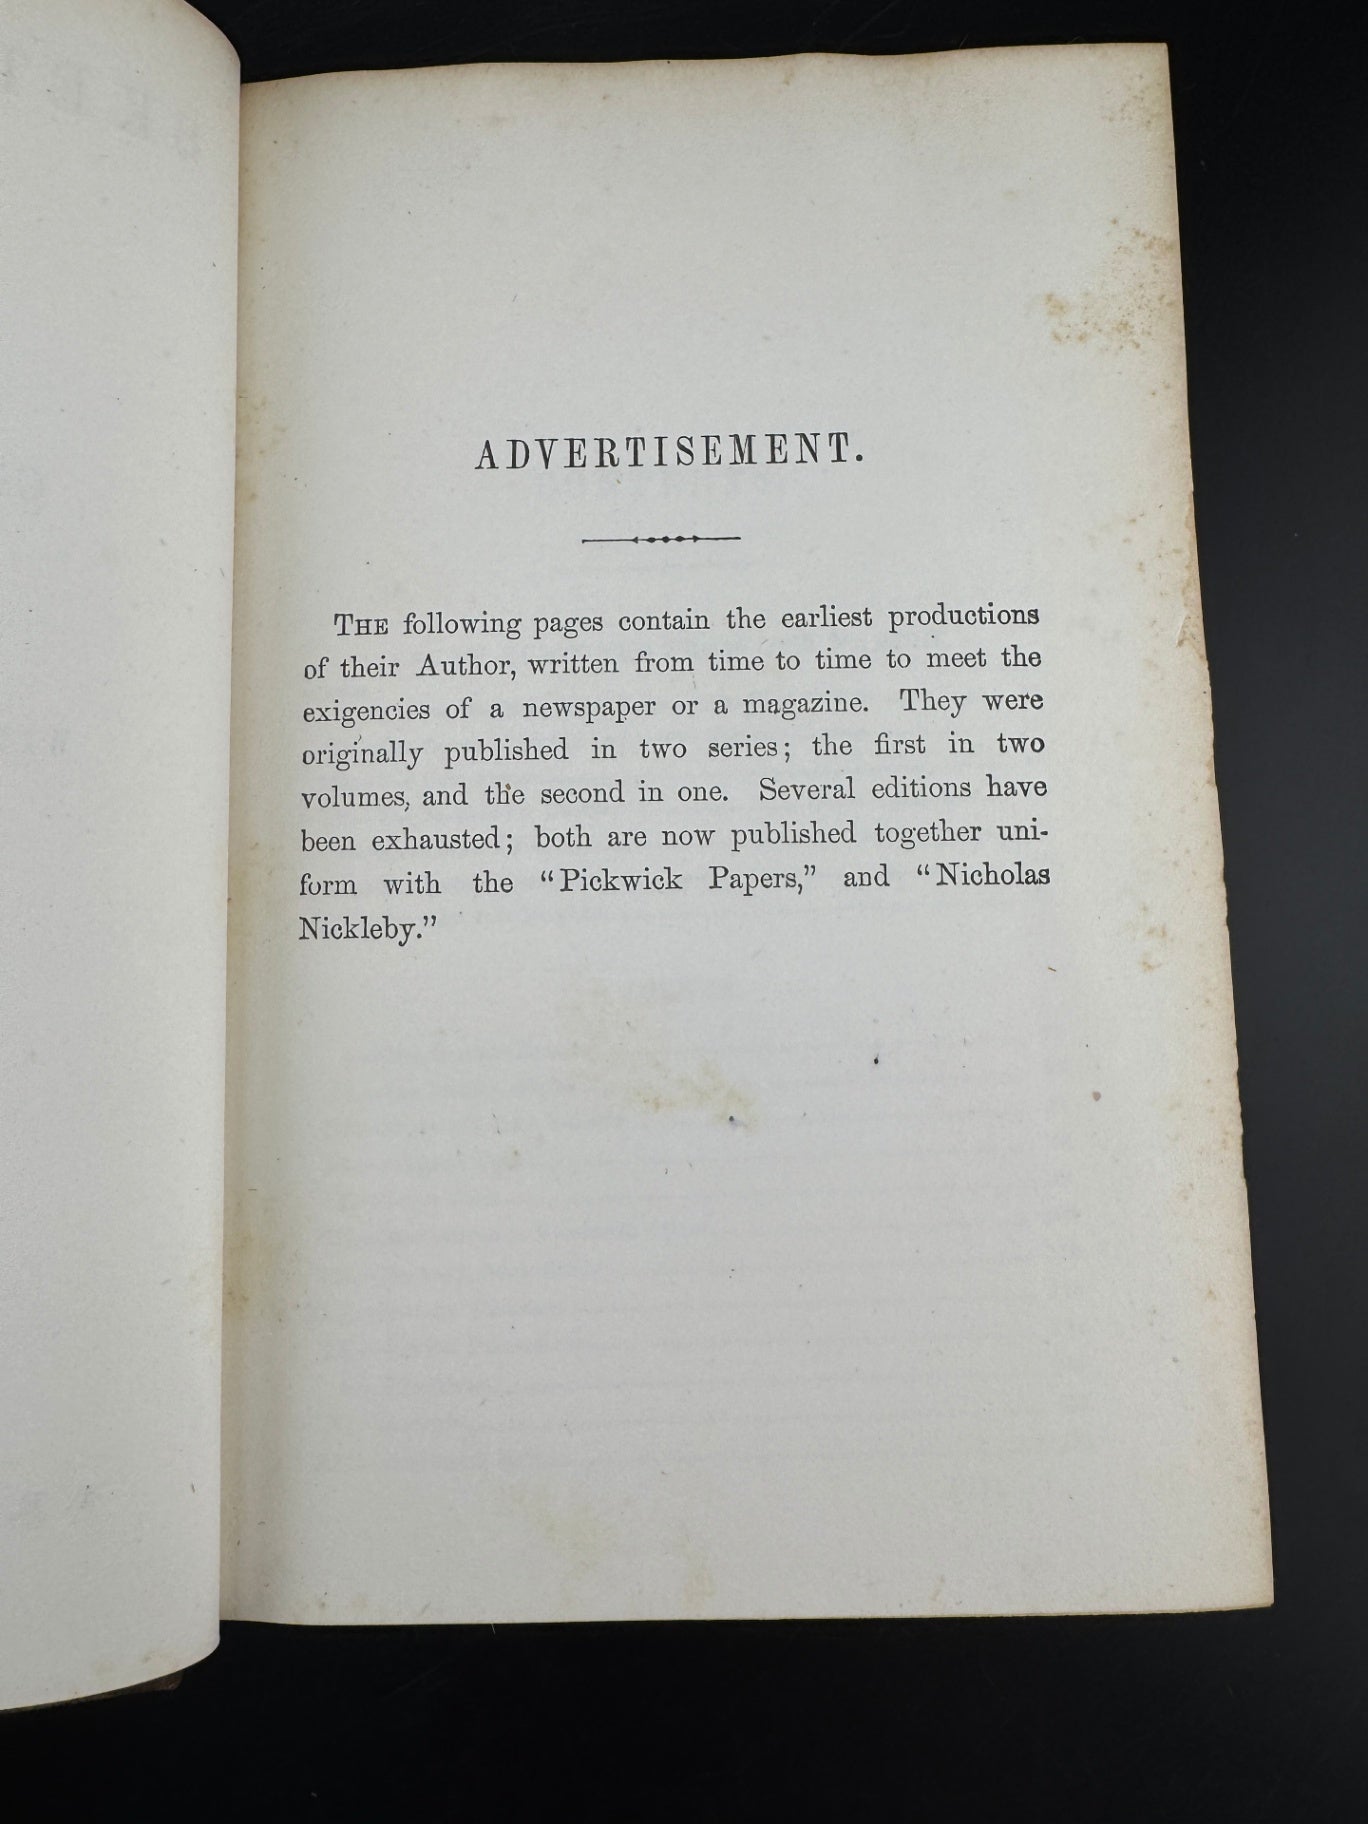 ADVERTISEMENT.
THE following pages contain the earliest productions
of their Author, written from time to time to meet the
exigencies of a newspaper or a magazine. They were
originally published in two series; the first in two
volumes, and the second in one. Several editions have
been exhausted; both are now published together uni-
form with the “Pickwick Papers,” and “Nicholas
Nickleby.”